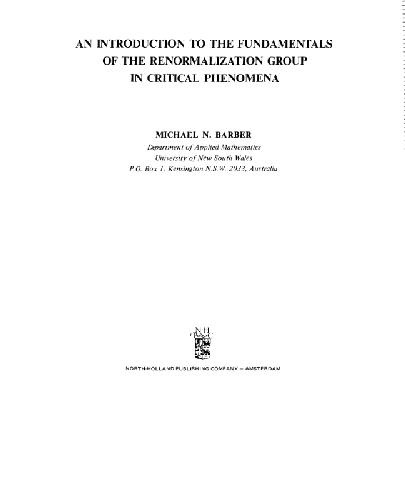 AN INTRODUCTION TO THE FUNDAMENTALS
OF THE RENORMALIZATION GROUP
IN CRITICAL PHENOMENA
MICHAEL N. BARBER
Department of Applied Mathematics
University of New South Wales
P.O. Box 1, Kensington N.S.W. 2033, Australia
NH
NORTH-HOLLAND PUBLISHING COMPANY – AMSTERDAM